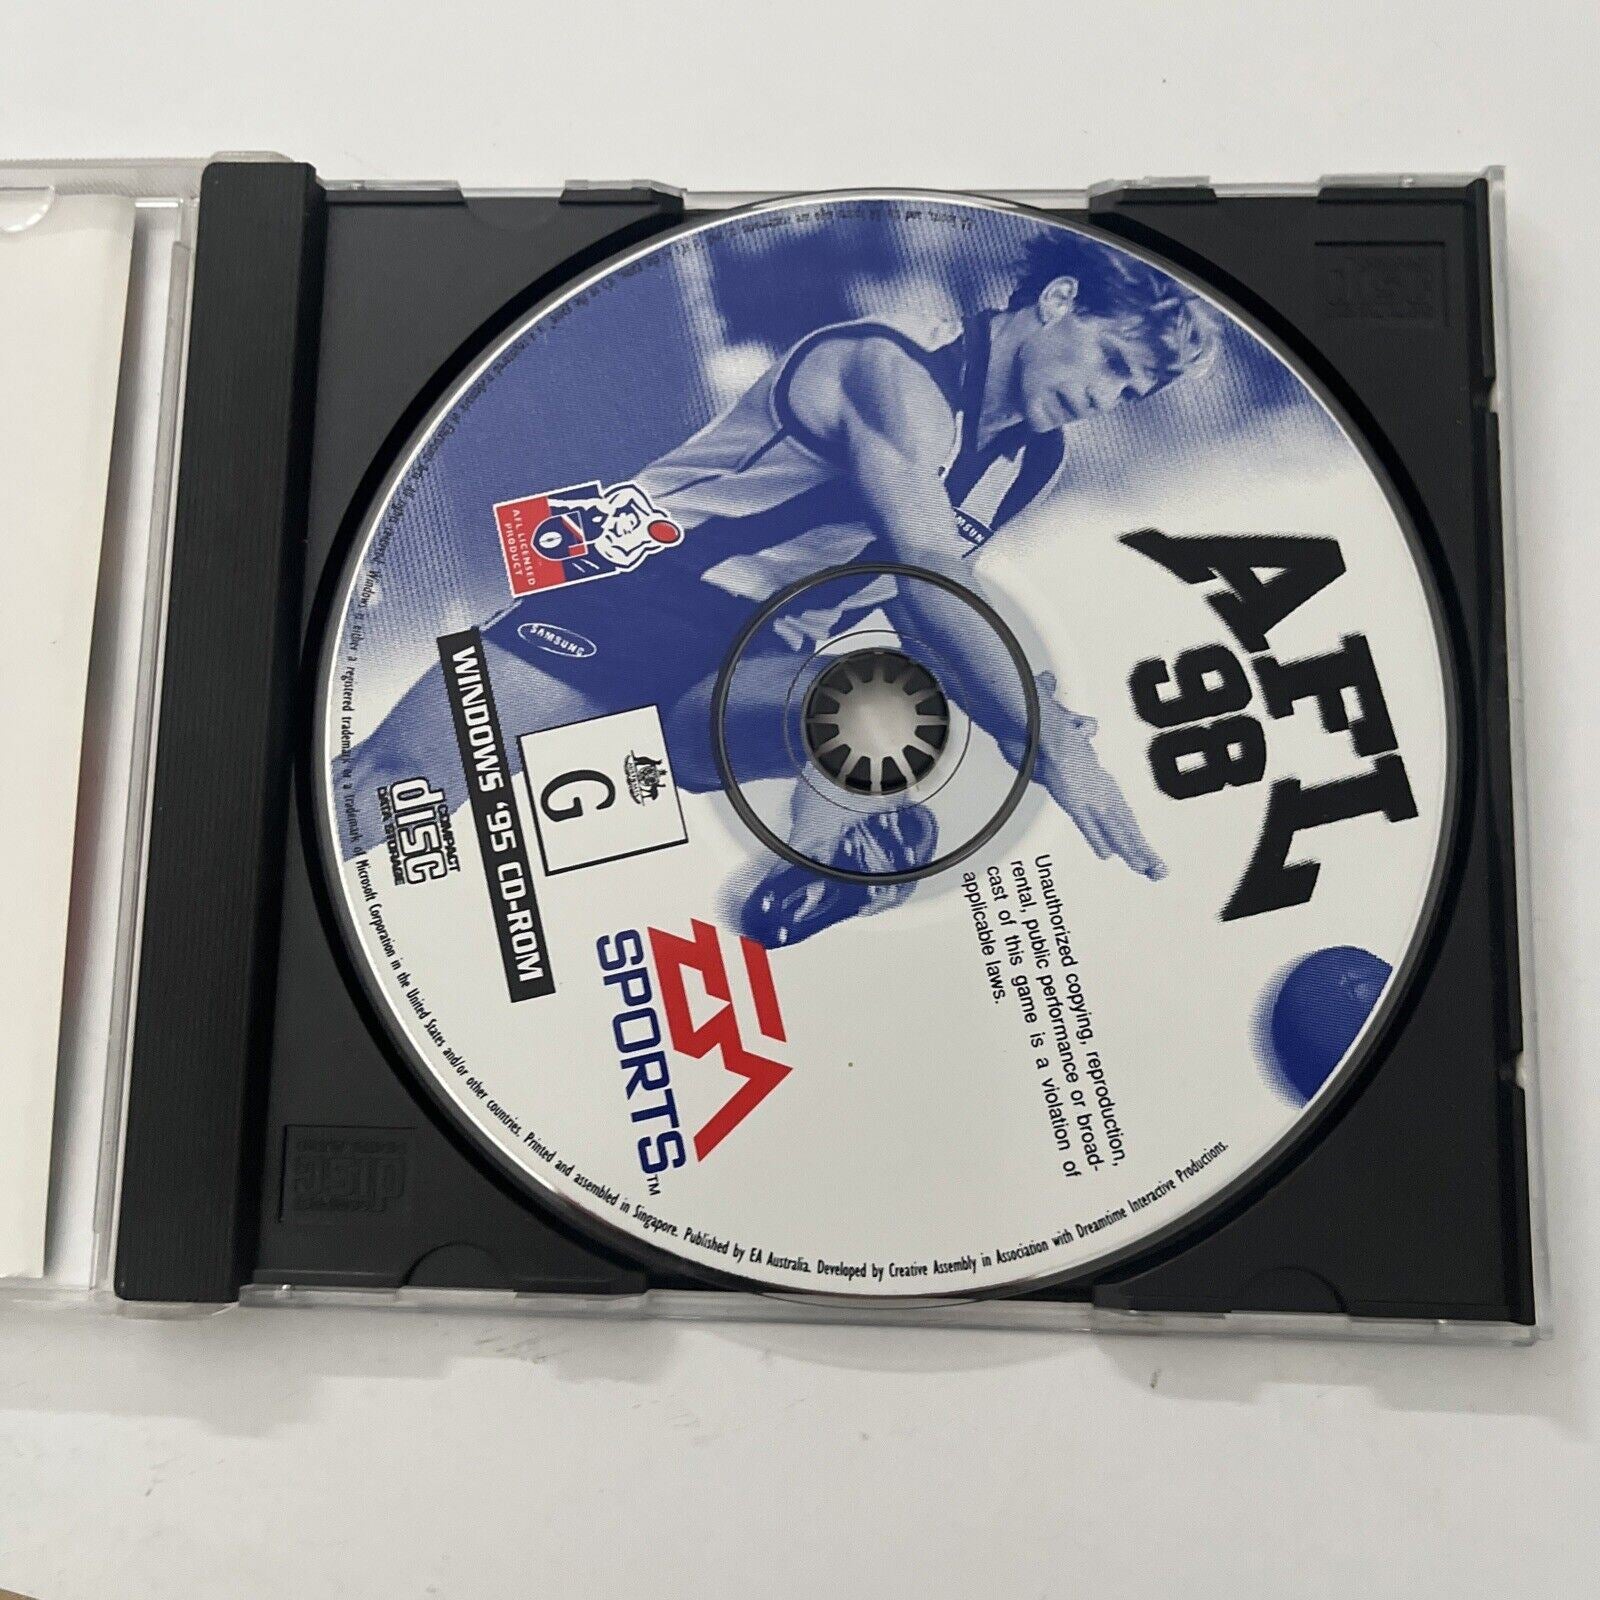 AFL
98
SAMSUNG
AFL LICENSED
PRODUCT
SAMSUNG
WINDOWS '95 CD-ROM
G
COMPACT
disc
DATA STORAGE
EA
SPORTS™
Unauthorized copying, reproduction,
rental, public performance or broad-
cast of this game is a violation of
applicable laws.
Windows is either a registered trademark or a trademark of Microsoft Corporation in the United States and/or other countries. Printed and assembled in Singapore. Published by EA Australia. Developed by Creative Assembly in Association with Dreamtime Interactive Productions.